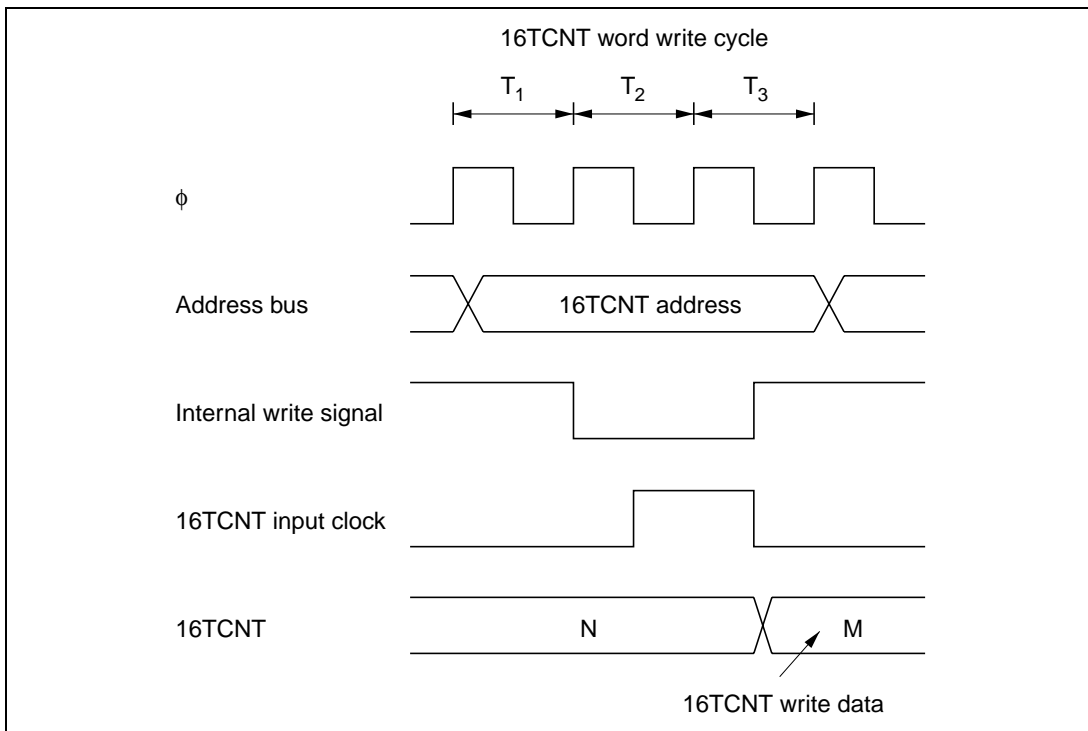 16TCNT word write cycle
T₁ T₂ T₃
φ
Address bus
16TCNT address
Internal write signal
16TCNT input clock
16TCNT
N
M
16TCNT write data